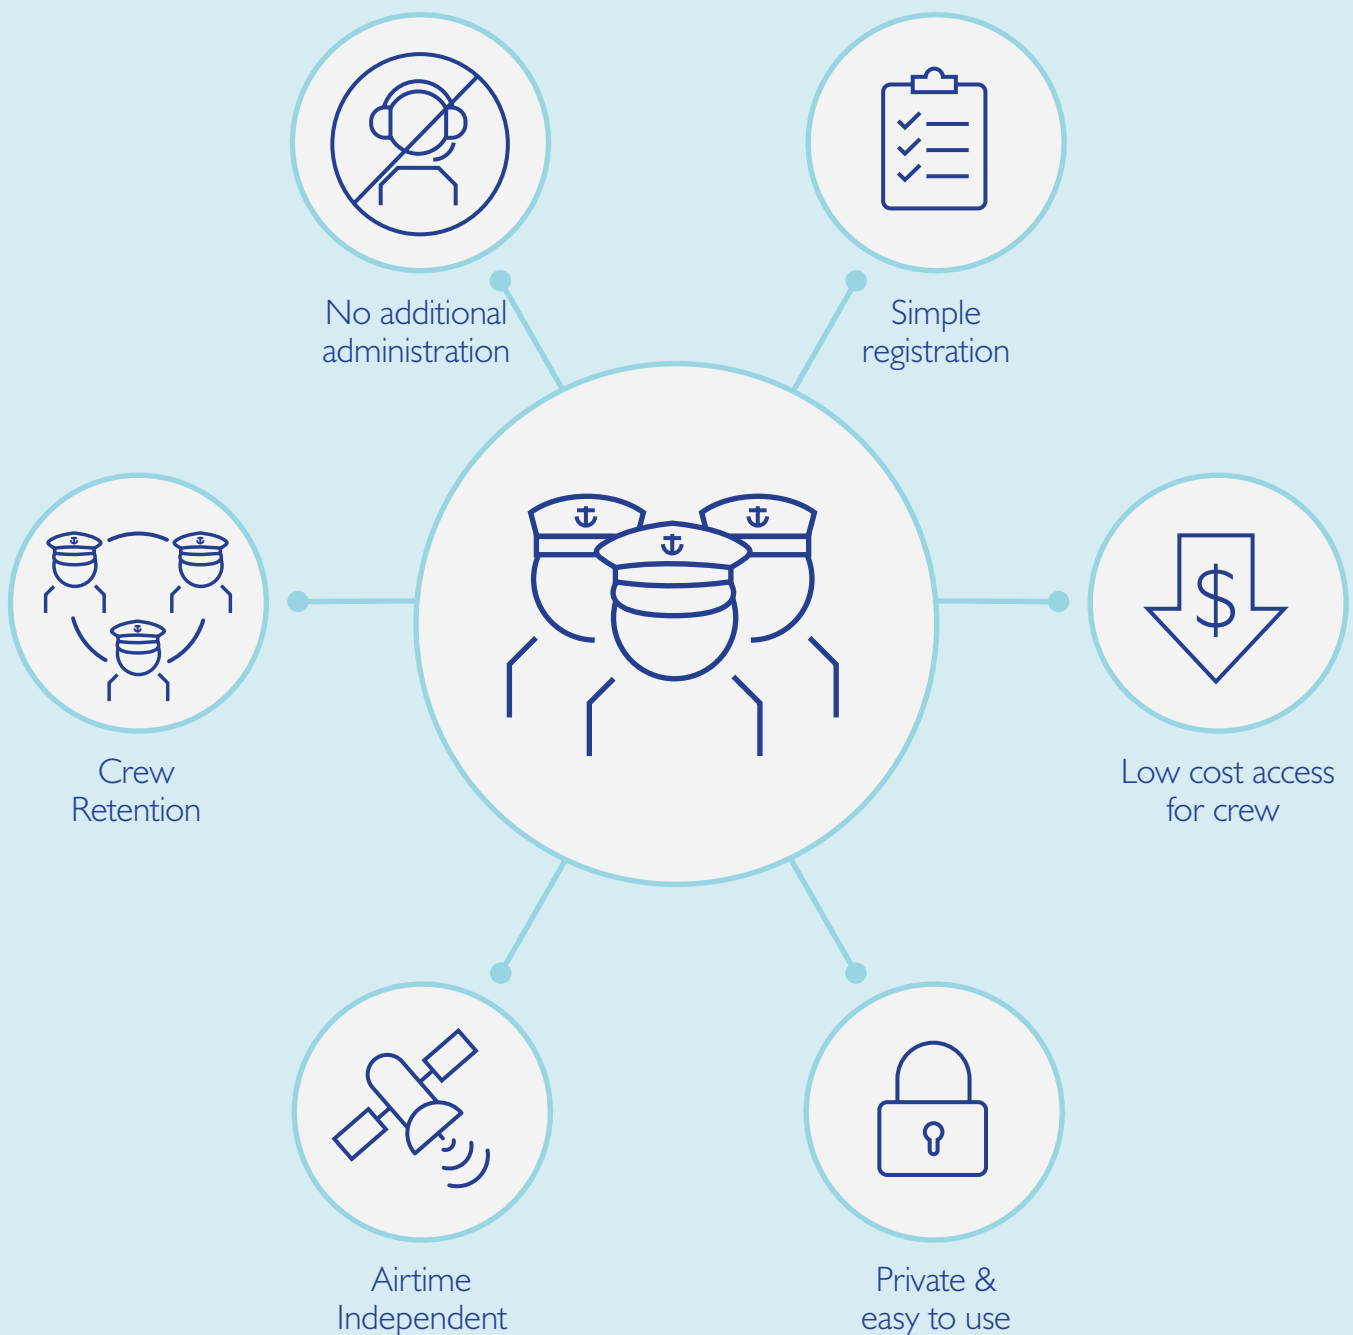 No additional
administration
Simple
registration
Crew
Retention
$
Low cost access
for crew
Airtime
Independent
Private &
easy to use